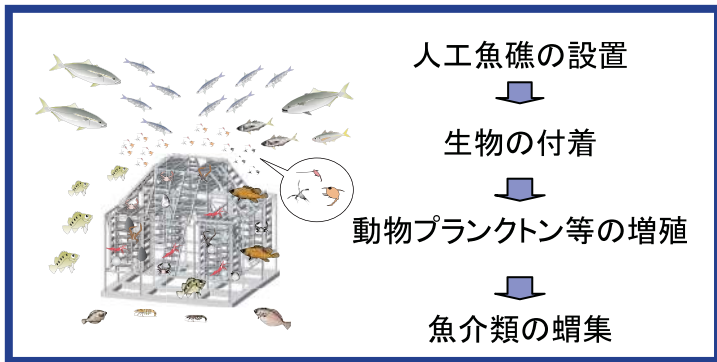 人工魚礁の設置
生物の付着
動物プランクトン等の増殖
魚介類の蝟集